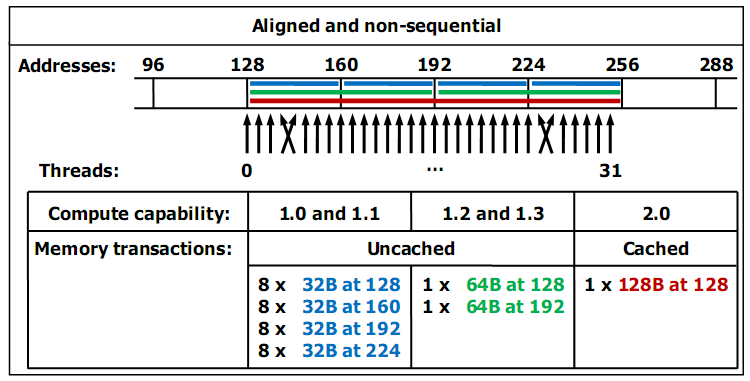 Aligned and non-sequential
Addresses: 96 128 160 192 224 256 288
Threads: 0 ... 31
Compute capability: 1.0 and 1.1 1.2 and 1.3 2.0
Memory transactions: Uncached Cached
8 x 32B at 128 1 x 64B at 128 1 x 128B at 128
8 x 32B at 160 1 x 64B at 192
8 x 32B at 192
8 x 32B at 224